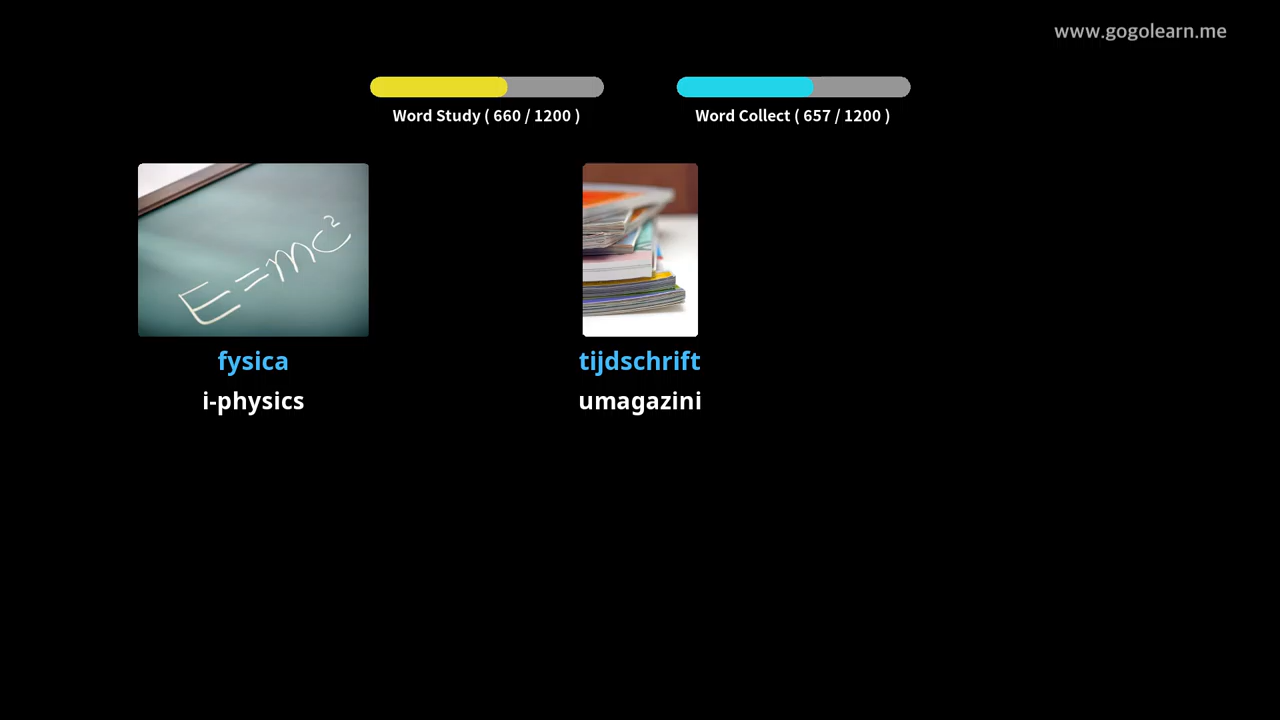 www.gogolearn.me
Word Study ( 660 / 1200 )
Word Collect ( 657 / 1200 )
E=mc²
fysica
tijdschrift
i-physics
umagazini